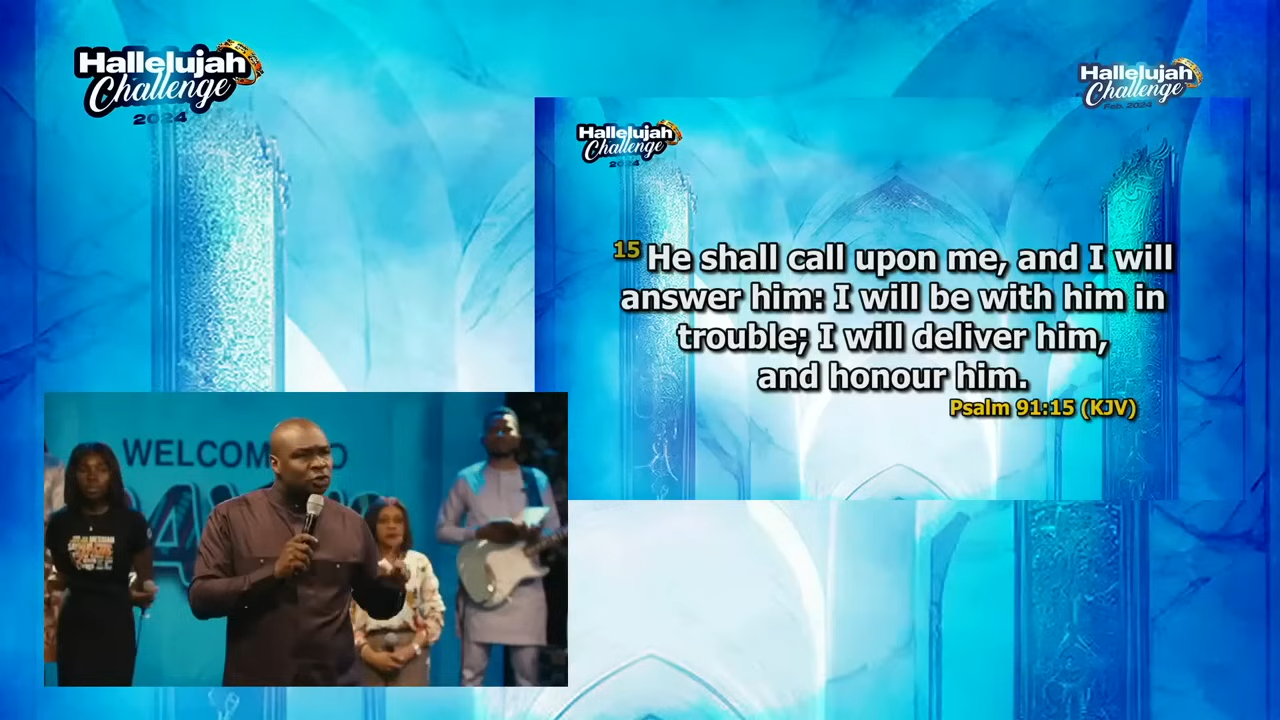 Hallelujah
Challenge
2024
Hallelujah
Challenge
Feb. 2024
Hallelujah
Challenge
2024
15 He shall call upon me, and I will
answer him: I will be with him in
trouble; I will deliver him,
and honour him.
Psalm 91:15 (KJV)
WELCOM O